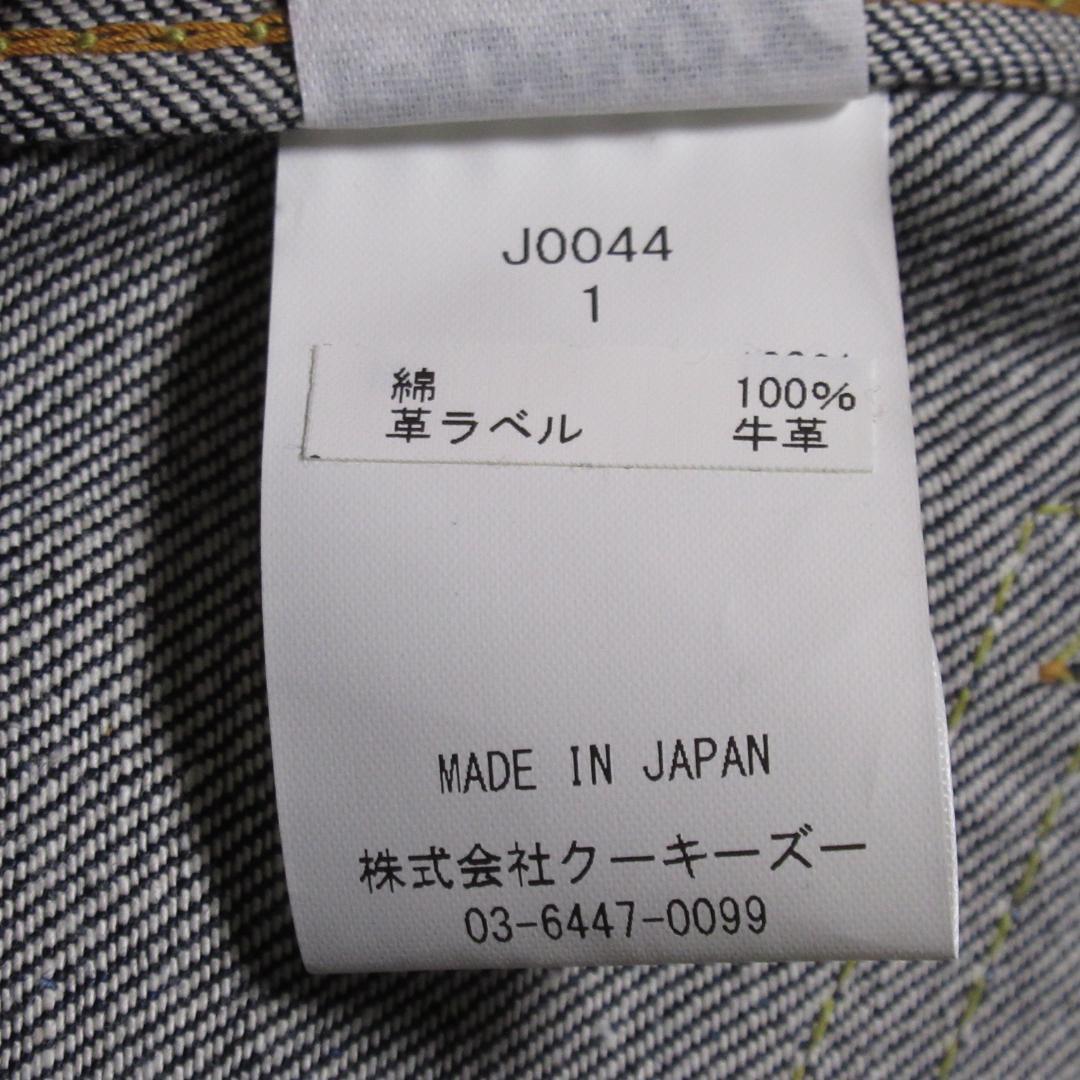 J0044
1
綿 100%
革ラベル 牛革
MADE IN JAPAN
株式会社クーキーズー
03-6447-0099